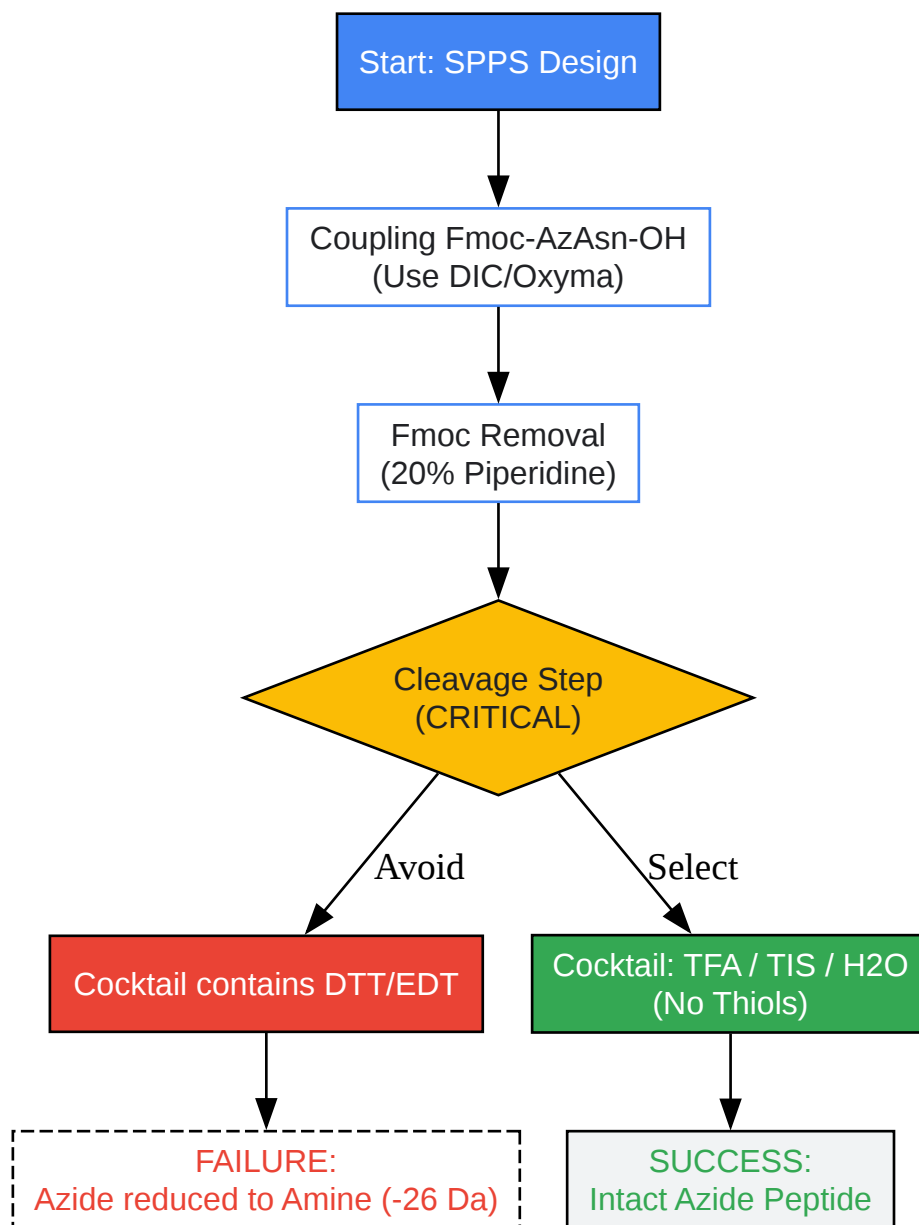 Start: SPPS Design
Coupling Fmoc-AzAsn-OH
(Use DIC/Oxyma)
Fmoc Removal
(20% Piperidine)
Cleavage Step
(CRITICAL)
Avoid
Select
Cocktail contains DTT/EDT
Cocktail: TFA / TIS / H2O
(No Thiols)
FAILURE:
Azide reduced to Amine (-26 Da)
SUCCESS:
Intact Azide Peptide